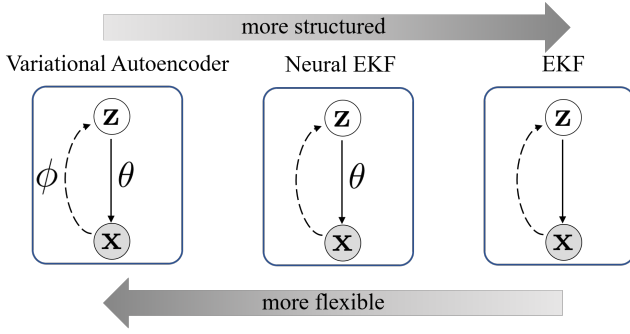 more structured
Variational Autoencoder Neural EKF EKF
z z z
ϕ θ θ
x x x
more flexible